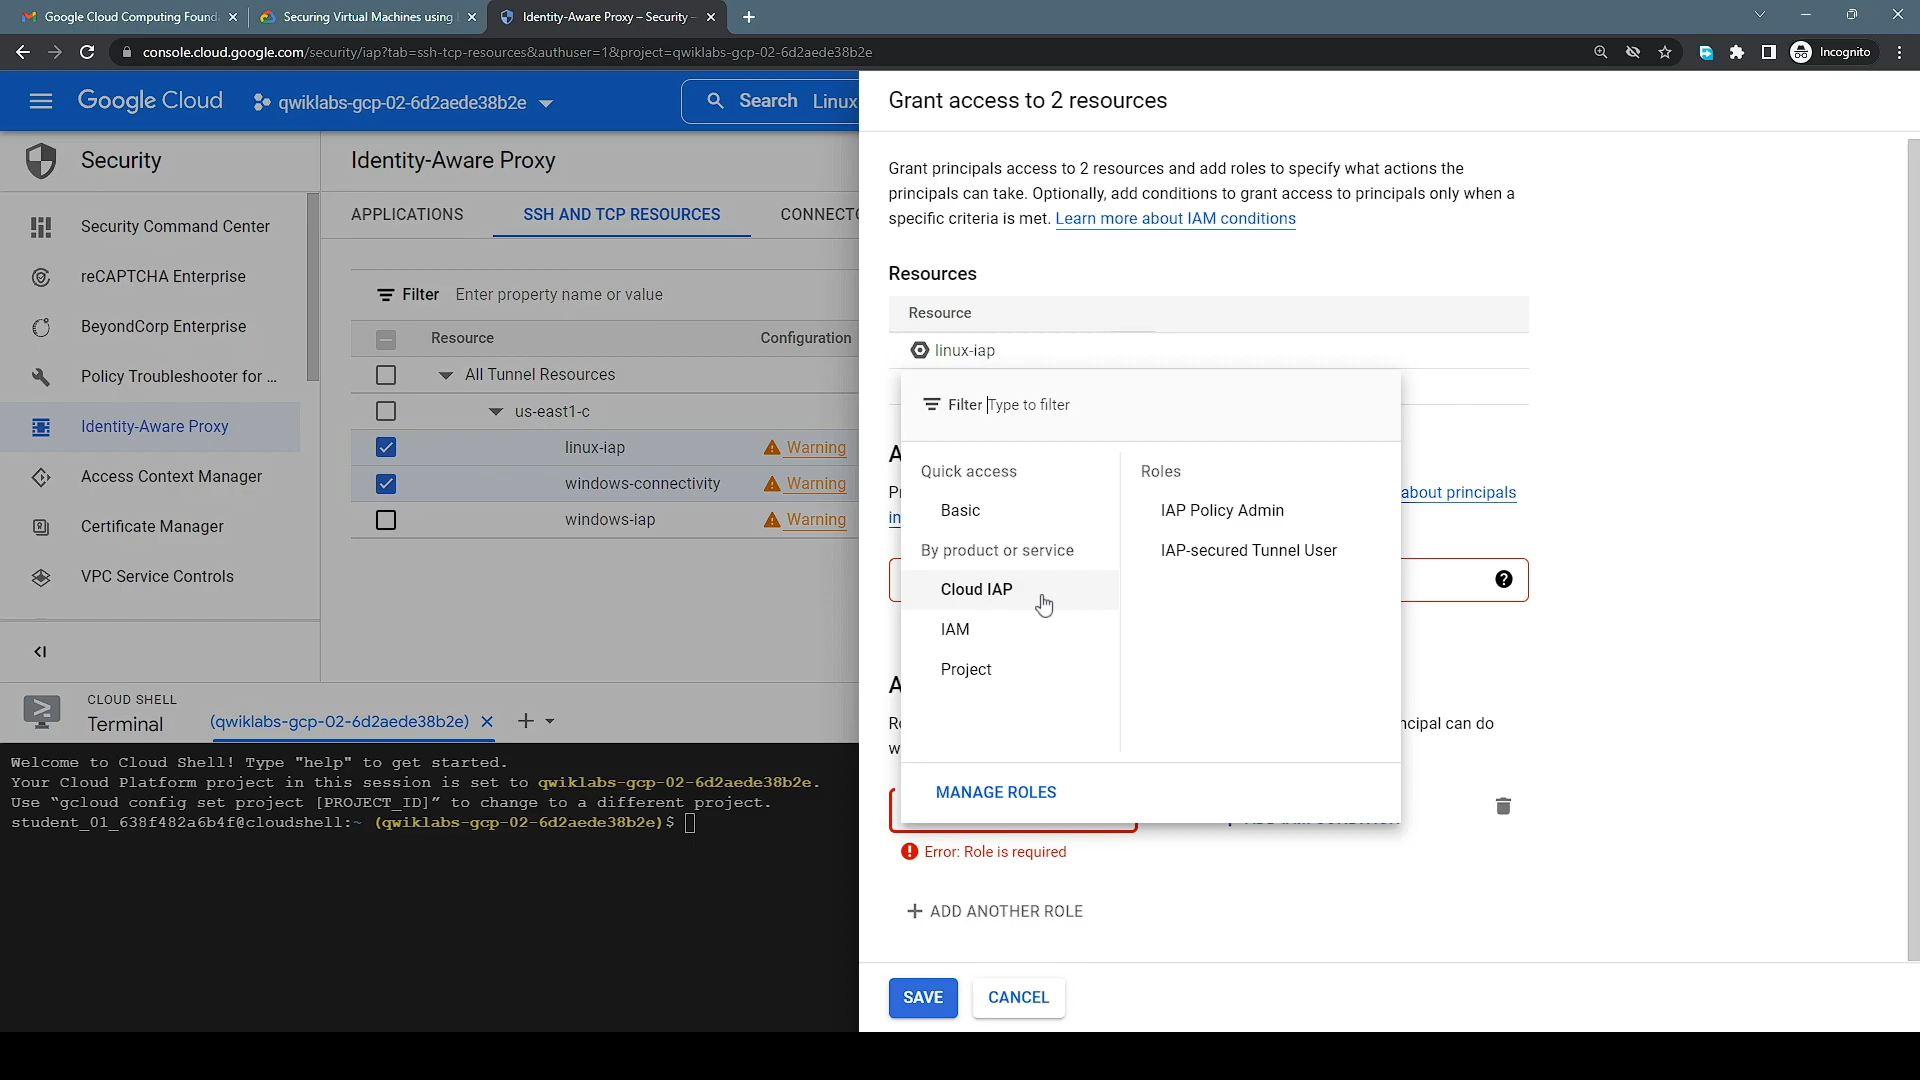 Google Cloud Computing Found
Securing Virtual Machines using
Identity-Aware Proxy – Security –
console.cloud.google.com/security/iap?tab=ssh-tcp-resources&authuser=1&project=qwiklabs-gcp-02-6d2aede38b2e
Incognito
Google Cloud
qwiklabs-gcp-02-6d2aede38b2e
Search Linux
Security
Security Command Center
reCAPTCHA Enterprise
BeyondCorp Enterprise
Policy Troubleshooter for ...
Identity-Aware Proxy
Access Context Manager
Certificate Manager
VPC Service Controls
Identity-Aware Proxy
APPLICATIONS
SSH AND TCP RESOURCES
CONNECTO
Filter Enter property name or value
Resource Configuration
All Tunnel Resources
us-east1-c
linux-iap Warning
windows-connectivity Warning
windows-iap Warning
CLOUD SHELL
Terminal
(qwiklabs-gcp-02-6d2aede38b2e)
Welcome to Cloud Shell! Type "help" to get started.
Your Cloud Platform project in this session is set to qwiklabs-gcp-02-6d2aede38b2e.
Use "gcloud config set project [PROJECT_ID]" to change to a different project.
student_01_638f482a6b4f@cloudshell:~ (qwiklabs-gcp-02-6d2aede38b2e)$
Grant access to 2 resources
Grant principals access to 2 resources and add roles to specify what actions the
principals can take. Optionally, add conditions to grant access to principals only when a
specific criteria is met. Learn more about IAM conditions
Resources
Resource
linux-iap
Filter Type to filter
Quick access
Basic
By product or service
Cloud IAP
IAM
Project
Roles
IAP Policy Admin
IAP-secured Tunnel User
MANAGE ROLES
about principals
in
ncipal can do
Error: Role is required
ADD ANOTHER ROLE
SAVE
CANCEL